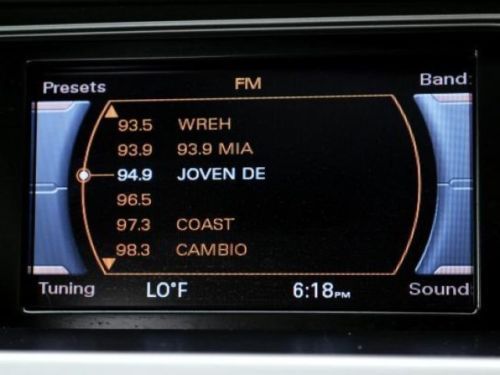 Presets FM Band
93.5 WREH
93.9 93.9 MIA
94.9 JOVEN DE
96.5
97.3 COAST
98.3 CAMBIO
Tuning LO°F 6:18PM Sound